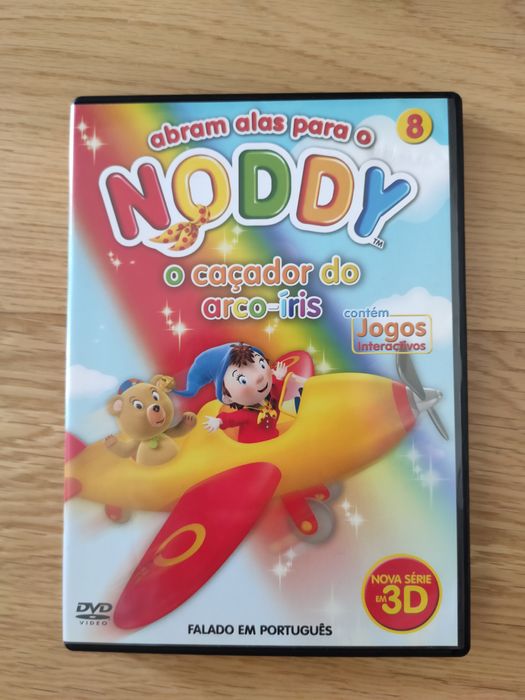 abram alas para o
8
NODDY
TM
o caçador do
arco-íris
contém
Jogos
Interactivos
NOVA SÉRIE
EM 3D
DVD
VIDEO
FALADO EM PORTUGUÊS